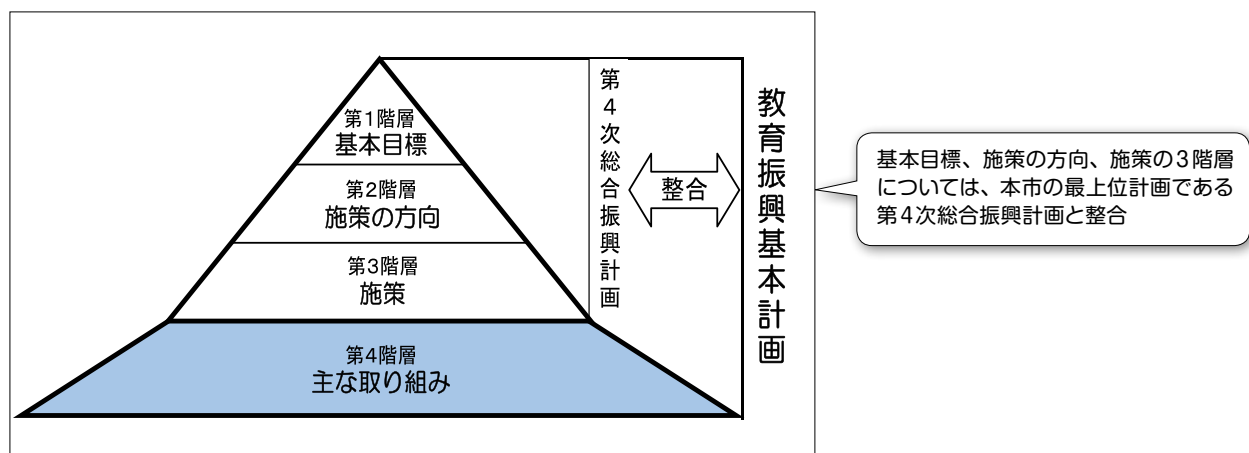 第1階層
基本目標
第2階層
施策の方向
第3階層
施策
第4階層
主な取り組み
第4次総合振興計画
整合
教育振興基本計画
基本目標、施策の方向、施策の3階層
については、本市の最上位計画である
第4次総合振興計画と整合